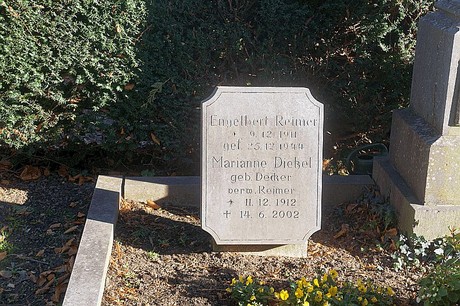 Engelbert Reimer
* 9.12.1911
gef. 25.12.1944
Marianne Diekel
geb. Decker
verw. Reimer
* 11.12.1912
† 14.6.2002